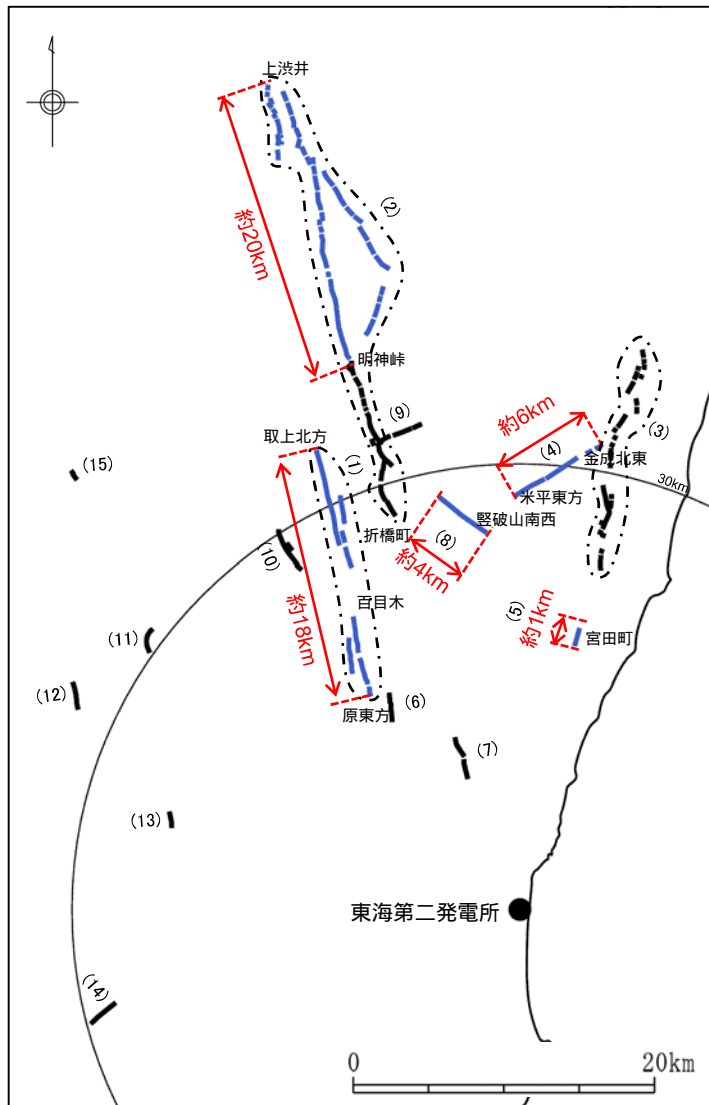 上渋井
約20km
(2)
明神峠
(9)
取上北方
(1)
約6km
(4)
金成北東
(3)
(15)
30km
米平東方
折橋町
竪破山南西
(8)
約4km
(10)
百目木
約18km
(5)
約1km
宮田町
(11)
(12)
(6)
原東方
(7)
(13)
東海第二発電所
(14)
0
20km